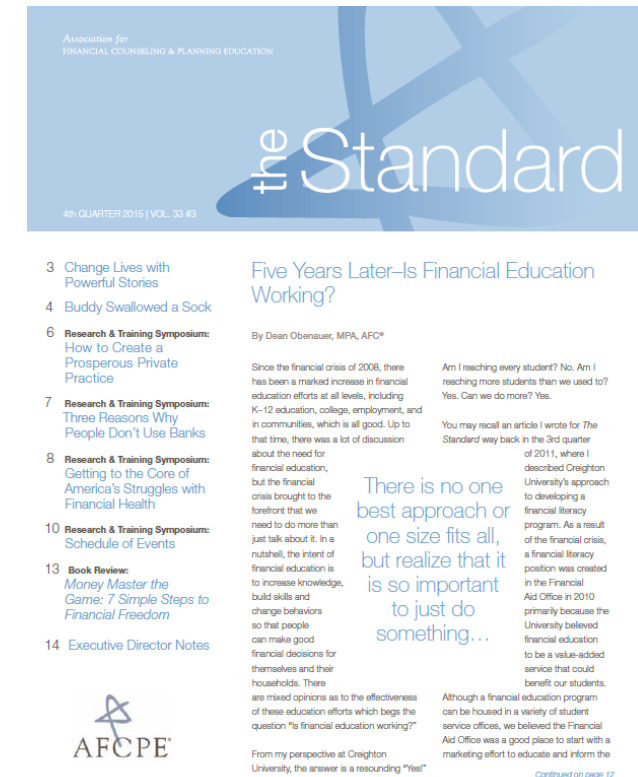 Association for
FINANCIAL COUNSELING & PLANNING EDUCATION
the Standard
4th QUARTER 2015 | VOL. 33 #3
3 Change Lives with
Powerful Stories
4 Buddy Swallowed a Sock
6 Research & Training Symposium:
How to Create a
Prosperous Private
Practice
7 Research & Training Symposium:
Three Reasons Why
People Don't Use Banks
8 Research & Training Symposium:
Getting to the Core of
America's Struggles with
Financial Health
10 Research & Training Symposium:
Schedule of Events
13 Book Review:
Money Master the
Game: 7 Simple Steps to
Financial Freedom
14 Executive Director Notes
AFCPE®
Five Years Later–Is Financial Education
Working?
By Dean Obenauer, MPA, AFC®
Since the financial crisis of 2008, there
has been a marked increase in financial
education efforts at all levels, including
K–12 education, college, employment, and
in communities, which is all good. Up to
that time, there was a lot of discussion
about the need for
financial education,
but the financial
crisis brought to the
forefront that we
need to do more than
just talk about it. In a
nutshell, the intent of
financial education is
to increase knowledge,
build skills and
change behaviors
so that people
can make good
financial decisions for
themselves and their
households. There
are mixed opinions as to the effectiveness
of these education efforts which begs the
question "Is financial education working?"
From my perspective at Creighton
University, the answer is a resounding "Yes!"
There is no one
best approach or
one size fits all,
but realize that it
is so important
to just do
something…
Am I reaching every student? No. Am I
reaching more students than we used to?
Yes. Can we do more? Yes.
You may recall an article I wrote for The
Standard way back in the 3rd quarter
of 2011, where I
described Creighton
University's approach
to developing a
financial literacy
program. As a result
of the financial crisis,
a financial literacy
position was created
in the Financial
Aid Office in 2010
primarily because the
University believed
financial education
to be a value-added
service that could
benefit our students.
Although a financial education program
can be housed in a variety of student
service offices, we believed the Financial
Aid Office was a good place to start with a
marketing effort to educate and inform the
Continued on page 12